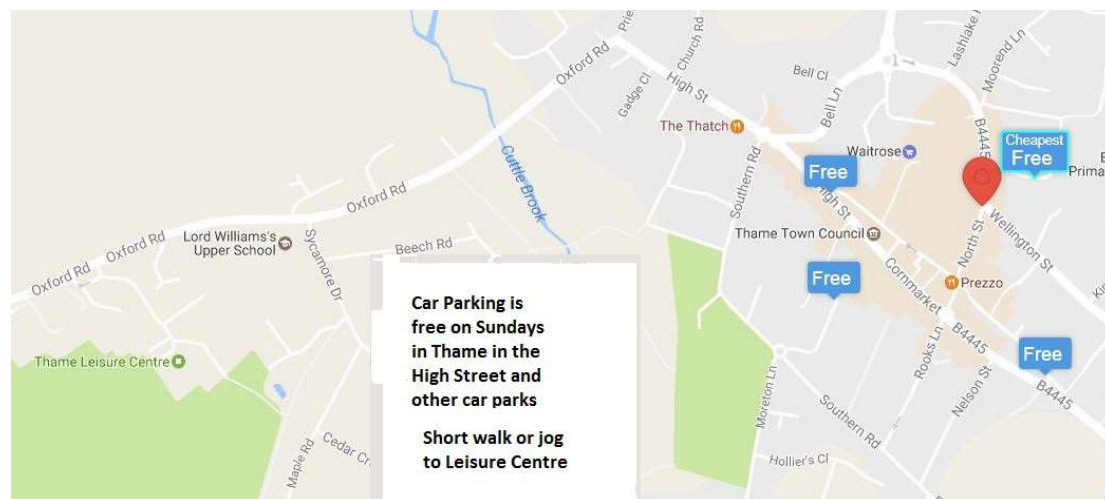 Oxford Rd
Oxford Rd
Oxford Rd
Oxford Rd
Lord Williams's
Upper School
Sycamore Dr
Beech Rd
Cuttle Brook
Thame Leisure Centre
Maple Rd
Cedar
Car Parking is
free on Sundays
in Thame in the
High Street and
other car parks
Short walk or jog
to Leisure Centre
Gadge Cl
Church Rd
High St
Bell Cl
Bell Ln
Lashlake
Moorend Ln
B4445
The Thatch
Waitrose
Southern Rd
Free
High St
Cheapest
Free
Prima
Thame Town Council
Cornmarket
North St
Wellington St
Free
Prezzo
B4445
Free
B4445
Rooks Ln
Nelson St
Moreton Ln
Southern Rd
Hollier's Cl